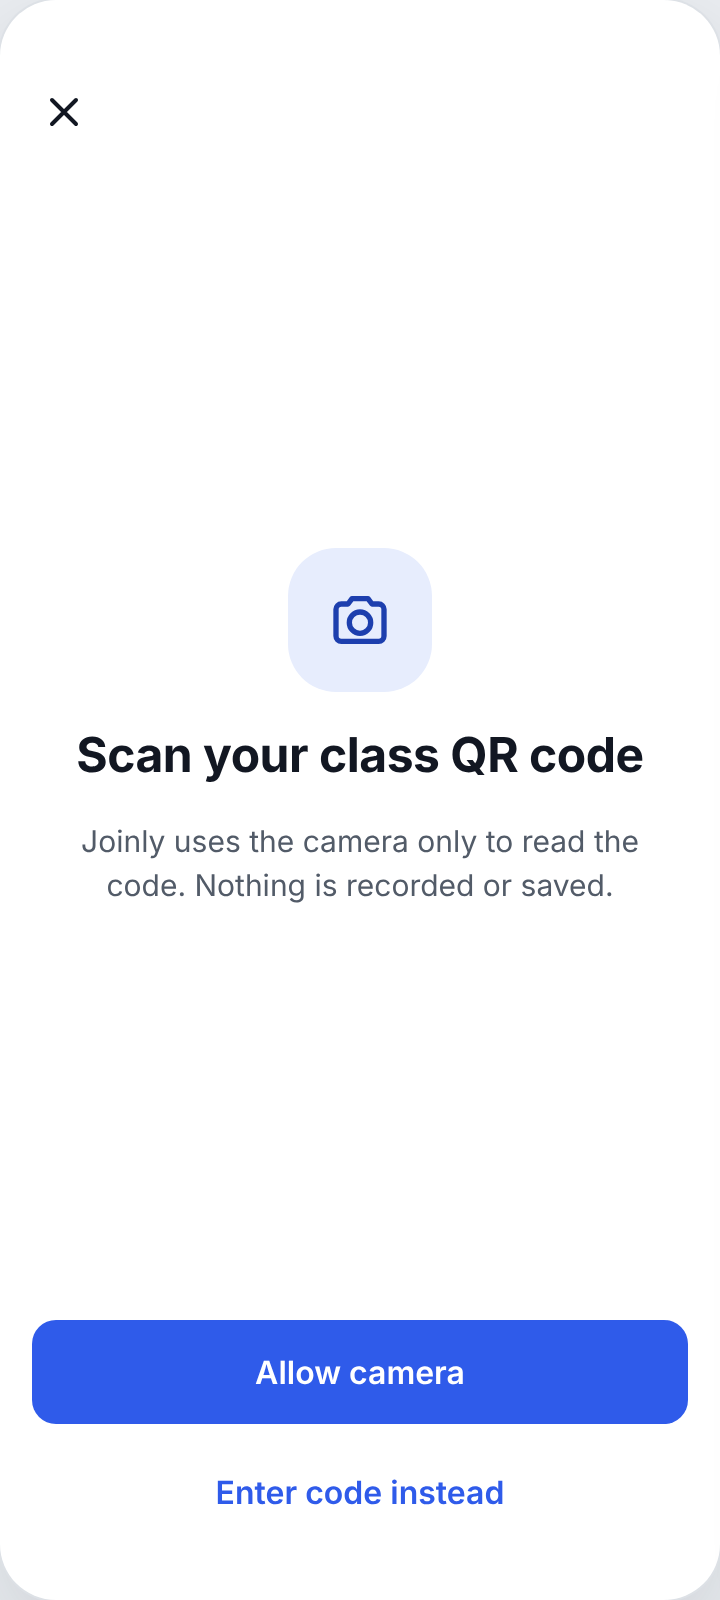 Scan your class QR code
Joinly uses the camera only to read the
code. Nothing is recorded or saved.
Allow camera
Enter code instead